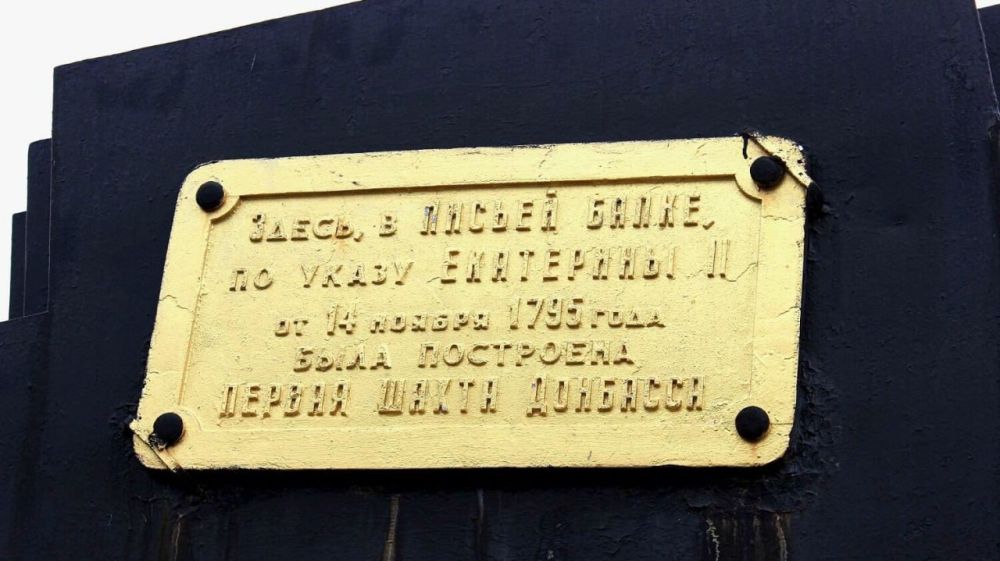 ЗДЕСЬ, В ЛИСЬЕЙ БАЛКЕ,
ПО УКАЗУ ЕКАТЕРИНЫ II
от 14 ноября 1795 года
БЫЛА ПОСТРОЕНА
ПЕРВАЯ ШАХТА ДОНБАССА